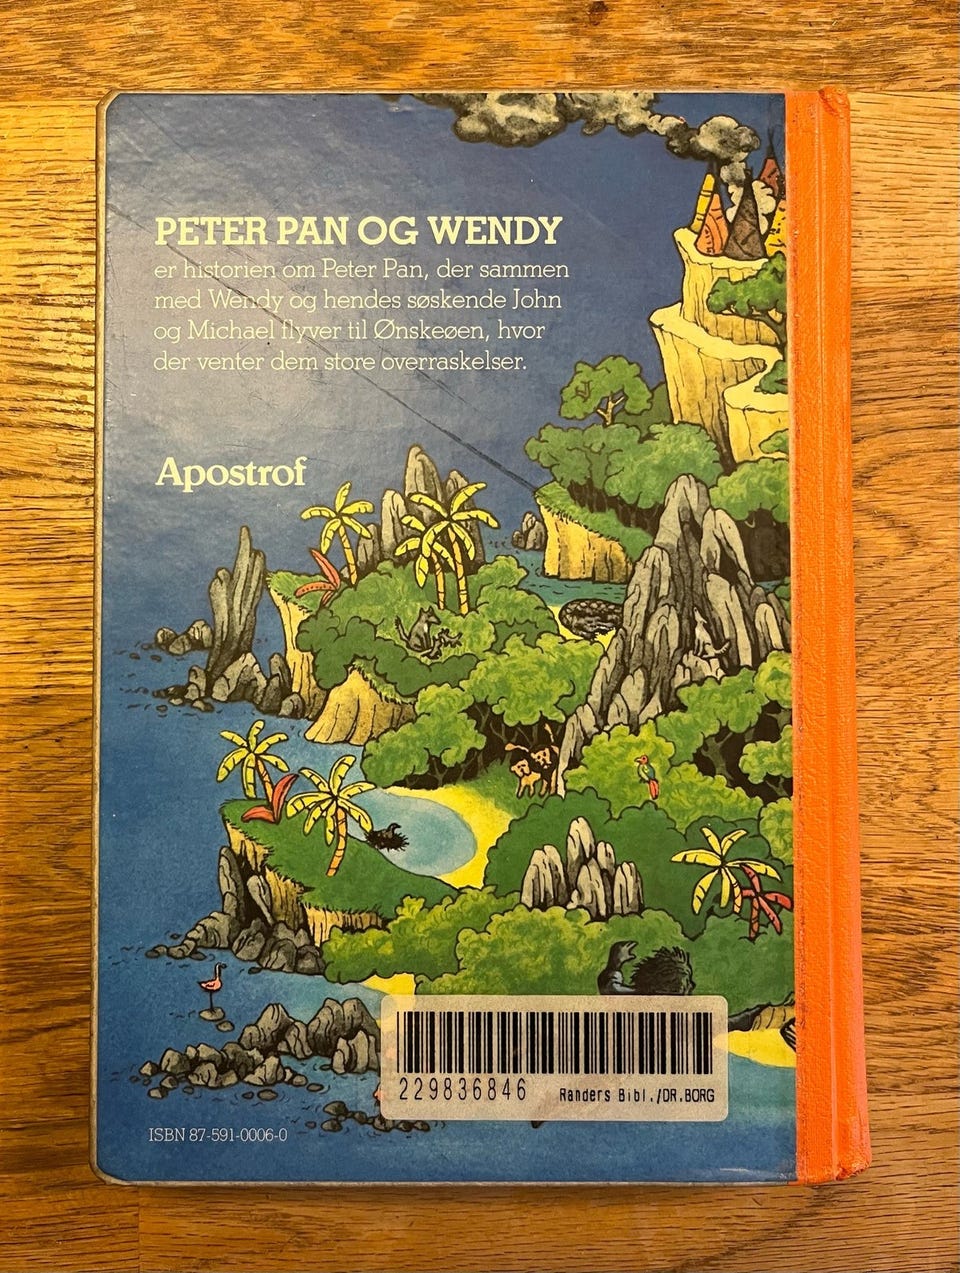 PETER PAN OG WENDY
er historien om Peter Pan, der sammen
med Wendy og hendes søskende John
og Michael flyver til Ønskeøen, hvor
der venter dem store overraskelser.
Apostrof
229836846
Randers Bibl./DR.BORG
ISBN 87-591-0006-0